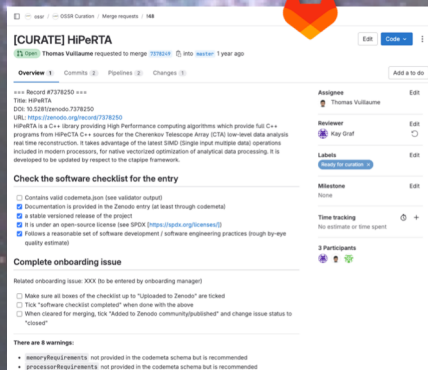 ossr / OSSR Curation / Merge requests / 148
[CURATE] HiPeRTA
Edit
Code
Open Thomas Vuillaume requested to merge 7378249 into master 1 year ago
Overview 1 Commits 2 Pipelines 2 Changes 1
Add a to do
=== Record #7378250 ===
Title: HiPeRTA
DOI: 10.5281/zenodo.7378250
URL: https://zenodo.org/record/7378250
HiPeRTA is a C++ library providing High Performance computing algorithms which provide full C++
programs from HiPeCTA C++ sources for the Cherenkov Telescope Array (CTA) low-level data analysis
real time reconstruction. It takes advantage of the latest SIMD (Single input multiple data) operations
included in modern processors, for native vectorized optimization of analytical data processing. It is
developed to be updated by respect to the ctapipe framework.
Check the software checklist for the entry
Contains valid codemeta.json (see validator output)
Documentation is provided in the Zenodo entry (at least through codemeta)
a stable versioned release of the project
It is under an open-source license (see SPDX [https://spdx.org/licenses/])
Follows a reasonable set of software development / software engineering practices (rough by-eye
quality estimate)
Complete onboarding issue
Related onboarding issue: XXX (to be entered by onboarding manager)
Make sure all boxes of the checklist up to "Uploaded to Zenodo" are ticked
Tick "software checklist completed" when done with the above
When cleared for merging, tick "Added to Zenodo community/published" and change issue status to
"closed"
There are 8 warnings:
memoryRequirements not provided in the codemeta schema but is recommended
processorRequirements not provided in the codemeta schema but is recommended
Assignee
Edit
Thomas Vuillaume
Reviewer
Edit
Kay Graf
Labels
Edit
Ready for curation ×
Milestone
Edit
None
Time tracking
+
No estimate or time spent
3 Participants